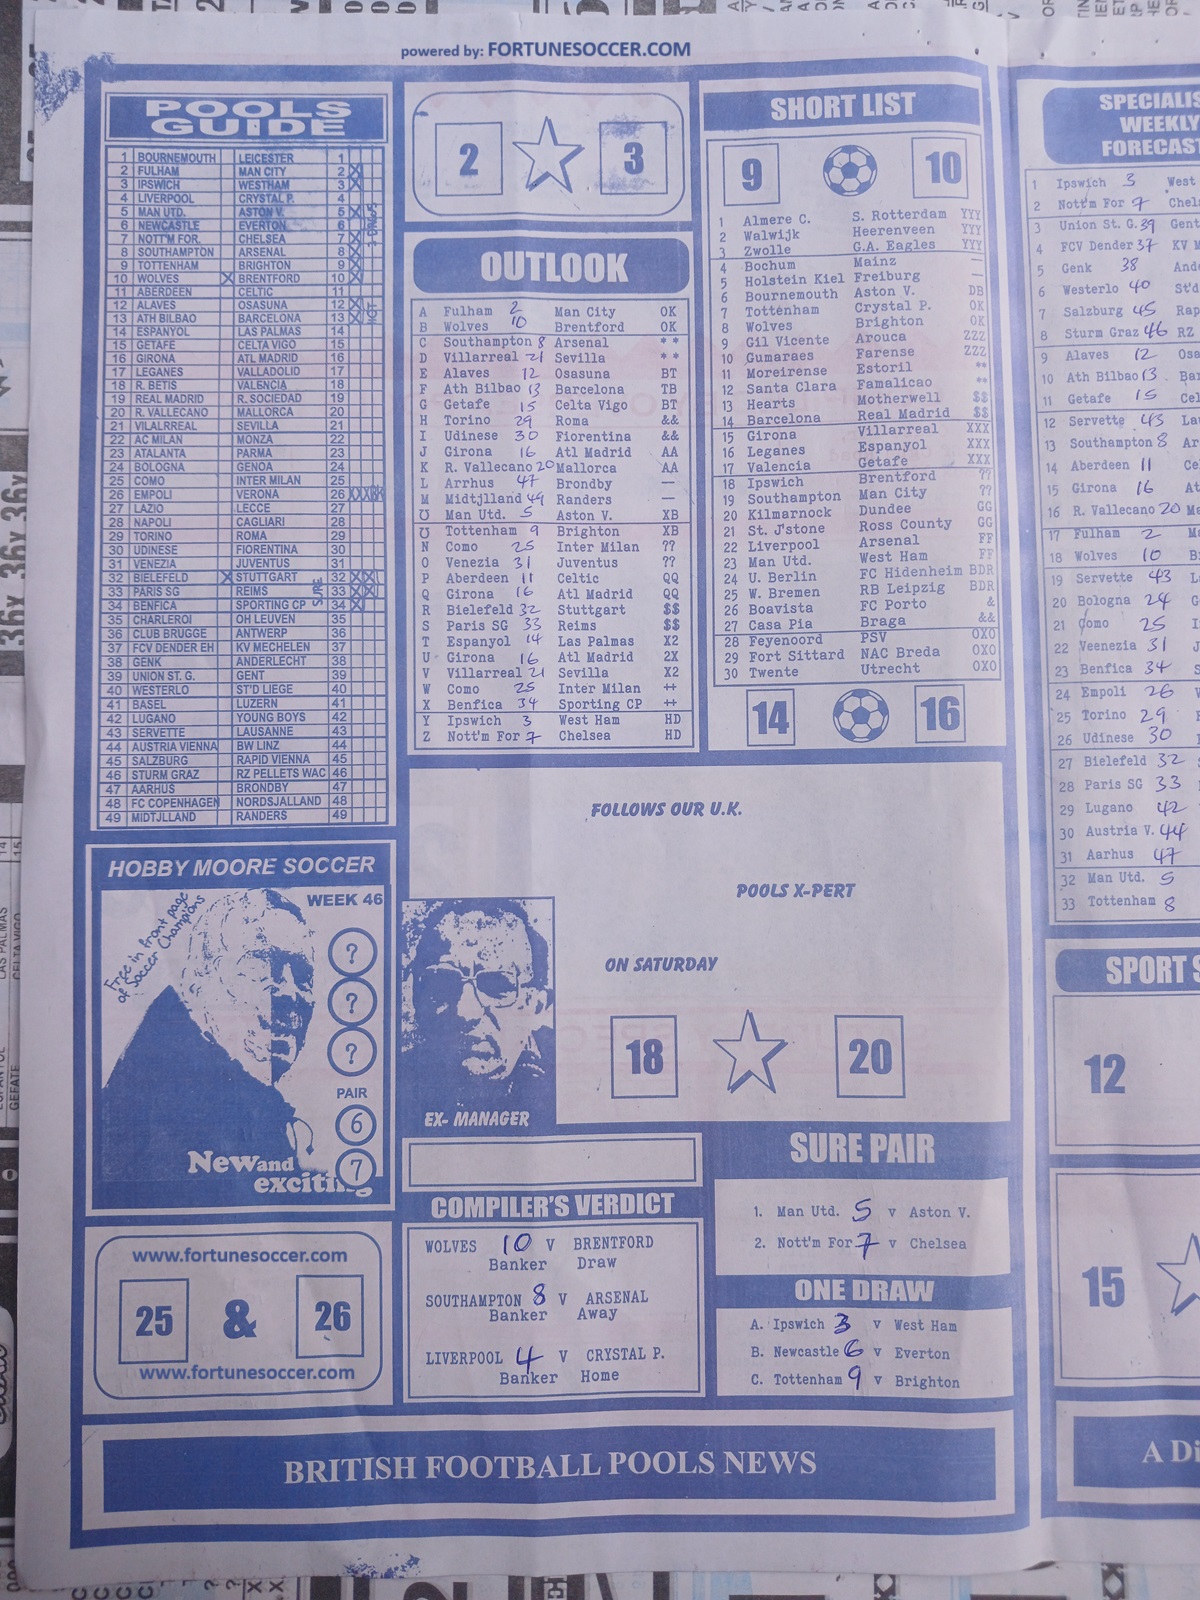 powered by: FORTUNESOCCER.COM
POOLS
GUIDE
1 BOURNEMOUTH LEICESTER 1
2 FULHAM MAN CITY 2 X
3 IPSWICH WESTHAM 3 X
4 LIVERPOOL CRYSTAL P. 4
5 MAN UTD. ASTON V. 5 X
6 NEWCASTLE EVERTON 6
7 NOTT'M FOR. CHELSEA 7 X
8 SOUTHAMPTON ARSENAL 8 X
9 TOTTENHAM BRIGHTON 9 X
10 WOLVES X BRENTFORD 10 X
11 ABERDEEN CELTIC 11
12 ALAVES OSASUNA 12 X
13 ATH BILBAO BARCELONA 13 X
14 ESPANYOL LAS PALMAS 14
15 GETAFE CELTA VIGO 15
16 GIRONA ATL MADRID 16
17 LEGANES VALLADOLID 17
18 R. BETIS VALENCIA 18
19 REAL MADRID R. SOCIEDAD 19
20 R. VALLECANO MALLORCA 20
21 VILALRREAL SEVILLA 21
22 AC MILAN MONZA 22
23 ATALANTA PARMA 23
24 BOLOGNA GENOA 24
25 COMO INTER MILAN 25
26 EMPOLI VERONA 26
27 LAZIO LECCE 27
28 NAPOLI CAGLIARI 28
29 TORINO ROMA 29
30 UDINESE FIORENTINA 30
31 VENEZIA JUVENTUS 31
32 BIELEFELD X STUTTGART 32 X X
33 PARIS SG REIMS 33 X X
34 BENFICA SPORTING CP 34 X
SURE
35 CHARLEROI OH LEUVEN 35
36 CLUB BRUGGE ANTWERP 36
37 FCV DENDER EH KV MECHELEN 37
38 GENK ANDERLECHT 38
39 UNION ST. G. GENT 39
40 WESTERLO ST'D LIEGE 40
41 BASEL LUZERN 41
42 LUGANO YOUNG BOYS 42
43 SERVETTE LAUSANNE 43
44 AUSTRIA VIENNA BW LINZ 44
45 SALZBURG RAPID VIENNA 45
46 STURM GRAZ RZ PELLETS WAC 46
47 AARHUS BRONDBY 47
48 FC COPENHAGEN NORDSJALLAND 48
49 MIDTJLLAND RANDERS 49
HOBBY MOORE SOCCER
WEEK 46
Free in front page
of Soccer Champions
?
?
?
PAIR
6
7
New and
exciting
www.fortunesoccer.com
25 & 26
www.fortunesoccer.com
2 3
OUTLOOK
A Fulham 2 Man City OK
B Wolves 10 Brentford OK
C Southampton 8 Arsenal * *
D Villarreal 21 Sevilla * *
E Alaves 12 Osasuna BT
F Ath Bilbao 13 Barcelona TB
G Getafe 15 Celta Vigo BT
H Torino 29 Roma &&
I Udinese 30 Fiorentina &&
J Girona 16 Atl Madrid AA
K R. Vallecano 20 Mallorca AA
L Arrhus 47 Brondby —
M Midtjlland 49 Randers —
Ʊ Man Utd. 5 Aston V. XB
Ʊ Tottenham 9 Brighton XB
N Como 25 Inter Milan ??
O Venezia 31 Juventus ??
P Aberdeen 11 Celtic QQ
Q Girona 16 Atl Madrid QQ
R Bielefeld 32 Stuttgart $$
S Paris SG 33 Reims $$
T Espanyol 14 Las Palmas X2
U Girona 16 Atl Madrid 2X
V Villarreal 21 Sevilla X2
W Como 25 Inter Milan ++
X Benfica 34 Sporting CP ++
Y Ipswich 3 West Ham HD
Z Nott'm For 7 Chelsea HD
SHORT LIST
9 10
1 Almere C. S. Rotterdam YYY
2 Walwijk Heerenveen YYY
3 Zwolle G.A. Eagles YYY
4 Bochum Mainz —
5 Holstein Kiel Freiburg —
6 Bournemouth Aston V. DB
7 Tottenham Crystal P. OK
8 Wolves Brighton OK
9 Gil Vicente Arouca ZZZ
10 Gumaraes Farense ZZZ
11 Moreirense Estoril **
12 Santa Clara Famalicao **
13 Hearts Motherwell $$
14 Barcelona Real Madrid $$
15 Girona Villarreal XXX
16 Leganes Espanyol XXX
17 Valencia Getafe XXX
18 Ipswich Brentford ??
19 Southampton Man City ??
20 Kilmarnock Dundee GG
21 St. J'stone Ross County GG
22 Liverpool Arsenal FF
23 Man Utd. West Ham FF
24 U. Berlin FC Hidenheim BDR
25 W. Bremen RB Leipzig BDR
26 Boavista FC Porto &
27 Casa Pia Braga &&
28 Feyenoord PSV OXO
29 Fort Sittard NAC Breda OXO
30 Twente Utrecht OXO
14 16
FOLLOWS OUR U.K.
POOLS X-PERT
ON SATURDAY
18 20
EX- MANAGER
COMPILER'S VERDICT
WOLVES 10 V BRENTFORD
Banker Draw
SOUTHAMPTON 8 V ARSENAL
Banker Away
LIVERPOOL 4 V CRYSTAL P.
Banker Home
SURE PAIR
1. Man Utd. 5 v Aston V.
2. Nott'm For 7 v Chelsea
ONE DRAW
A. Ipswich 3 v West Ham
B. Newcastle 6 v Everton
C. Tottenham 9 v Brighton
BRITISH FOOTBALL POOLS NEWS
WEEKLY
1 Ipswich 3 West
2 Nott'm For 7
3 Union St. G. 39 Gent
4 FCV Dender 37 KV
5 Genk 38
6 Westerlo 40
7 Salzburg 45
8 Sturm Graz 46 RZ
9 Alaves 12
10 Ath Bilbao 13
11 Getafe 15
12 Servette 43
13 Southampton 8
14 Aberdeen 11
15 Girona 16
16 R. Vallecano 20
17 Fulham 2
18 Wolves 10
19 Servette 43
20 Bologna 24
21 Como 25
22 Veenezia 31
23 Benfica 34
24 Empoli 26
25 Torino 29
26 Udinese 30
27 Bielefeld 32
28 Paris SG 33
29 Lugano 42
30 Austria V. 44
31 Aarhus 47
32 Man Utd. 5
33 Tottenham 8
SPORT
12
15
36x 36x 36x